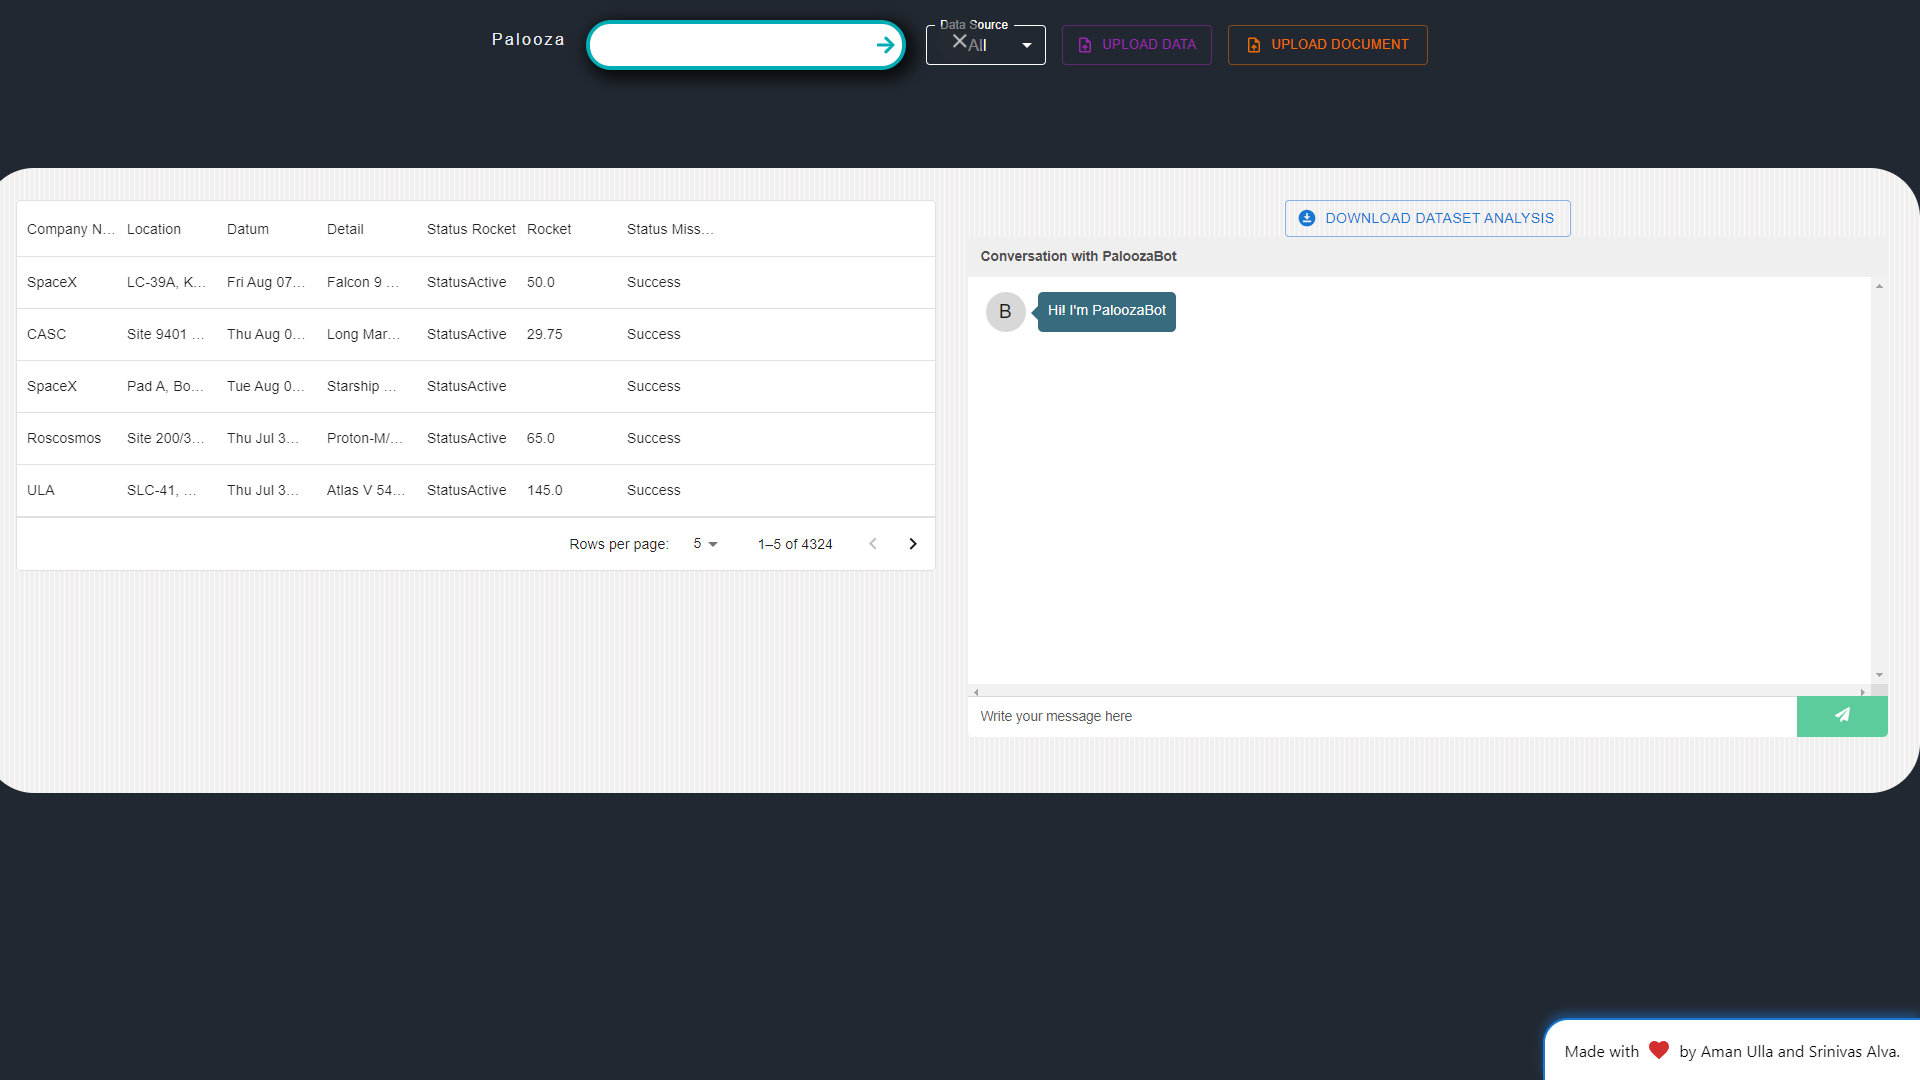 Palooza
Data Source
All
UPLOAD DATA
UPLOAD DOCUMENT
Company N... Location Datum Detail Status Rocket Rocket Status Miss...
SpaceX LC-39A, K... Fri Aug 07... Falcon 9 ... StatusActive 50.0 Success
CASC Site 9401 ... Thu Aug 0... Long Mar... StatusActive 29.75 Success
SpaceX Pad A, Bo... Tue Aug 0... Starship ... StatusActive Success
Roscosmos Site 200/3... Thu Jul 3... Proton-M/... StatusActive 65.0 Success
ULA SLC-41, ... Thu Jul 3... Atlas V 54... StatusActive 145.0 Success
Rows per page: 5 1–5 of 4324
DOWNLOAD DATASET ANALYSIS
Conversation with PaloozaBot
B
Hi! I'm PaloozaBot
Write your message here
Made with by Aman Ulla and Srinivas Alva.